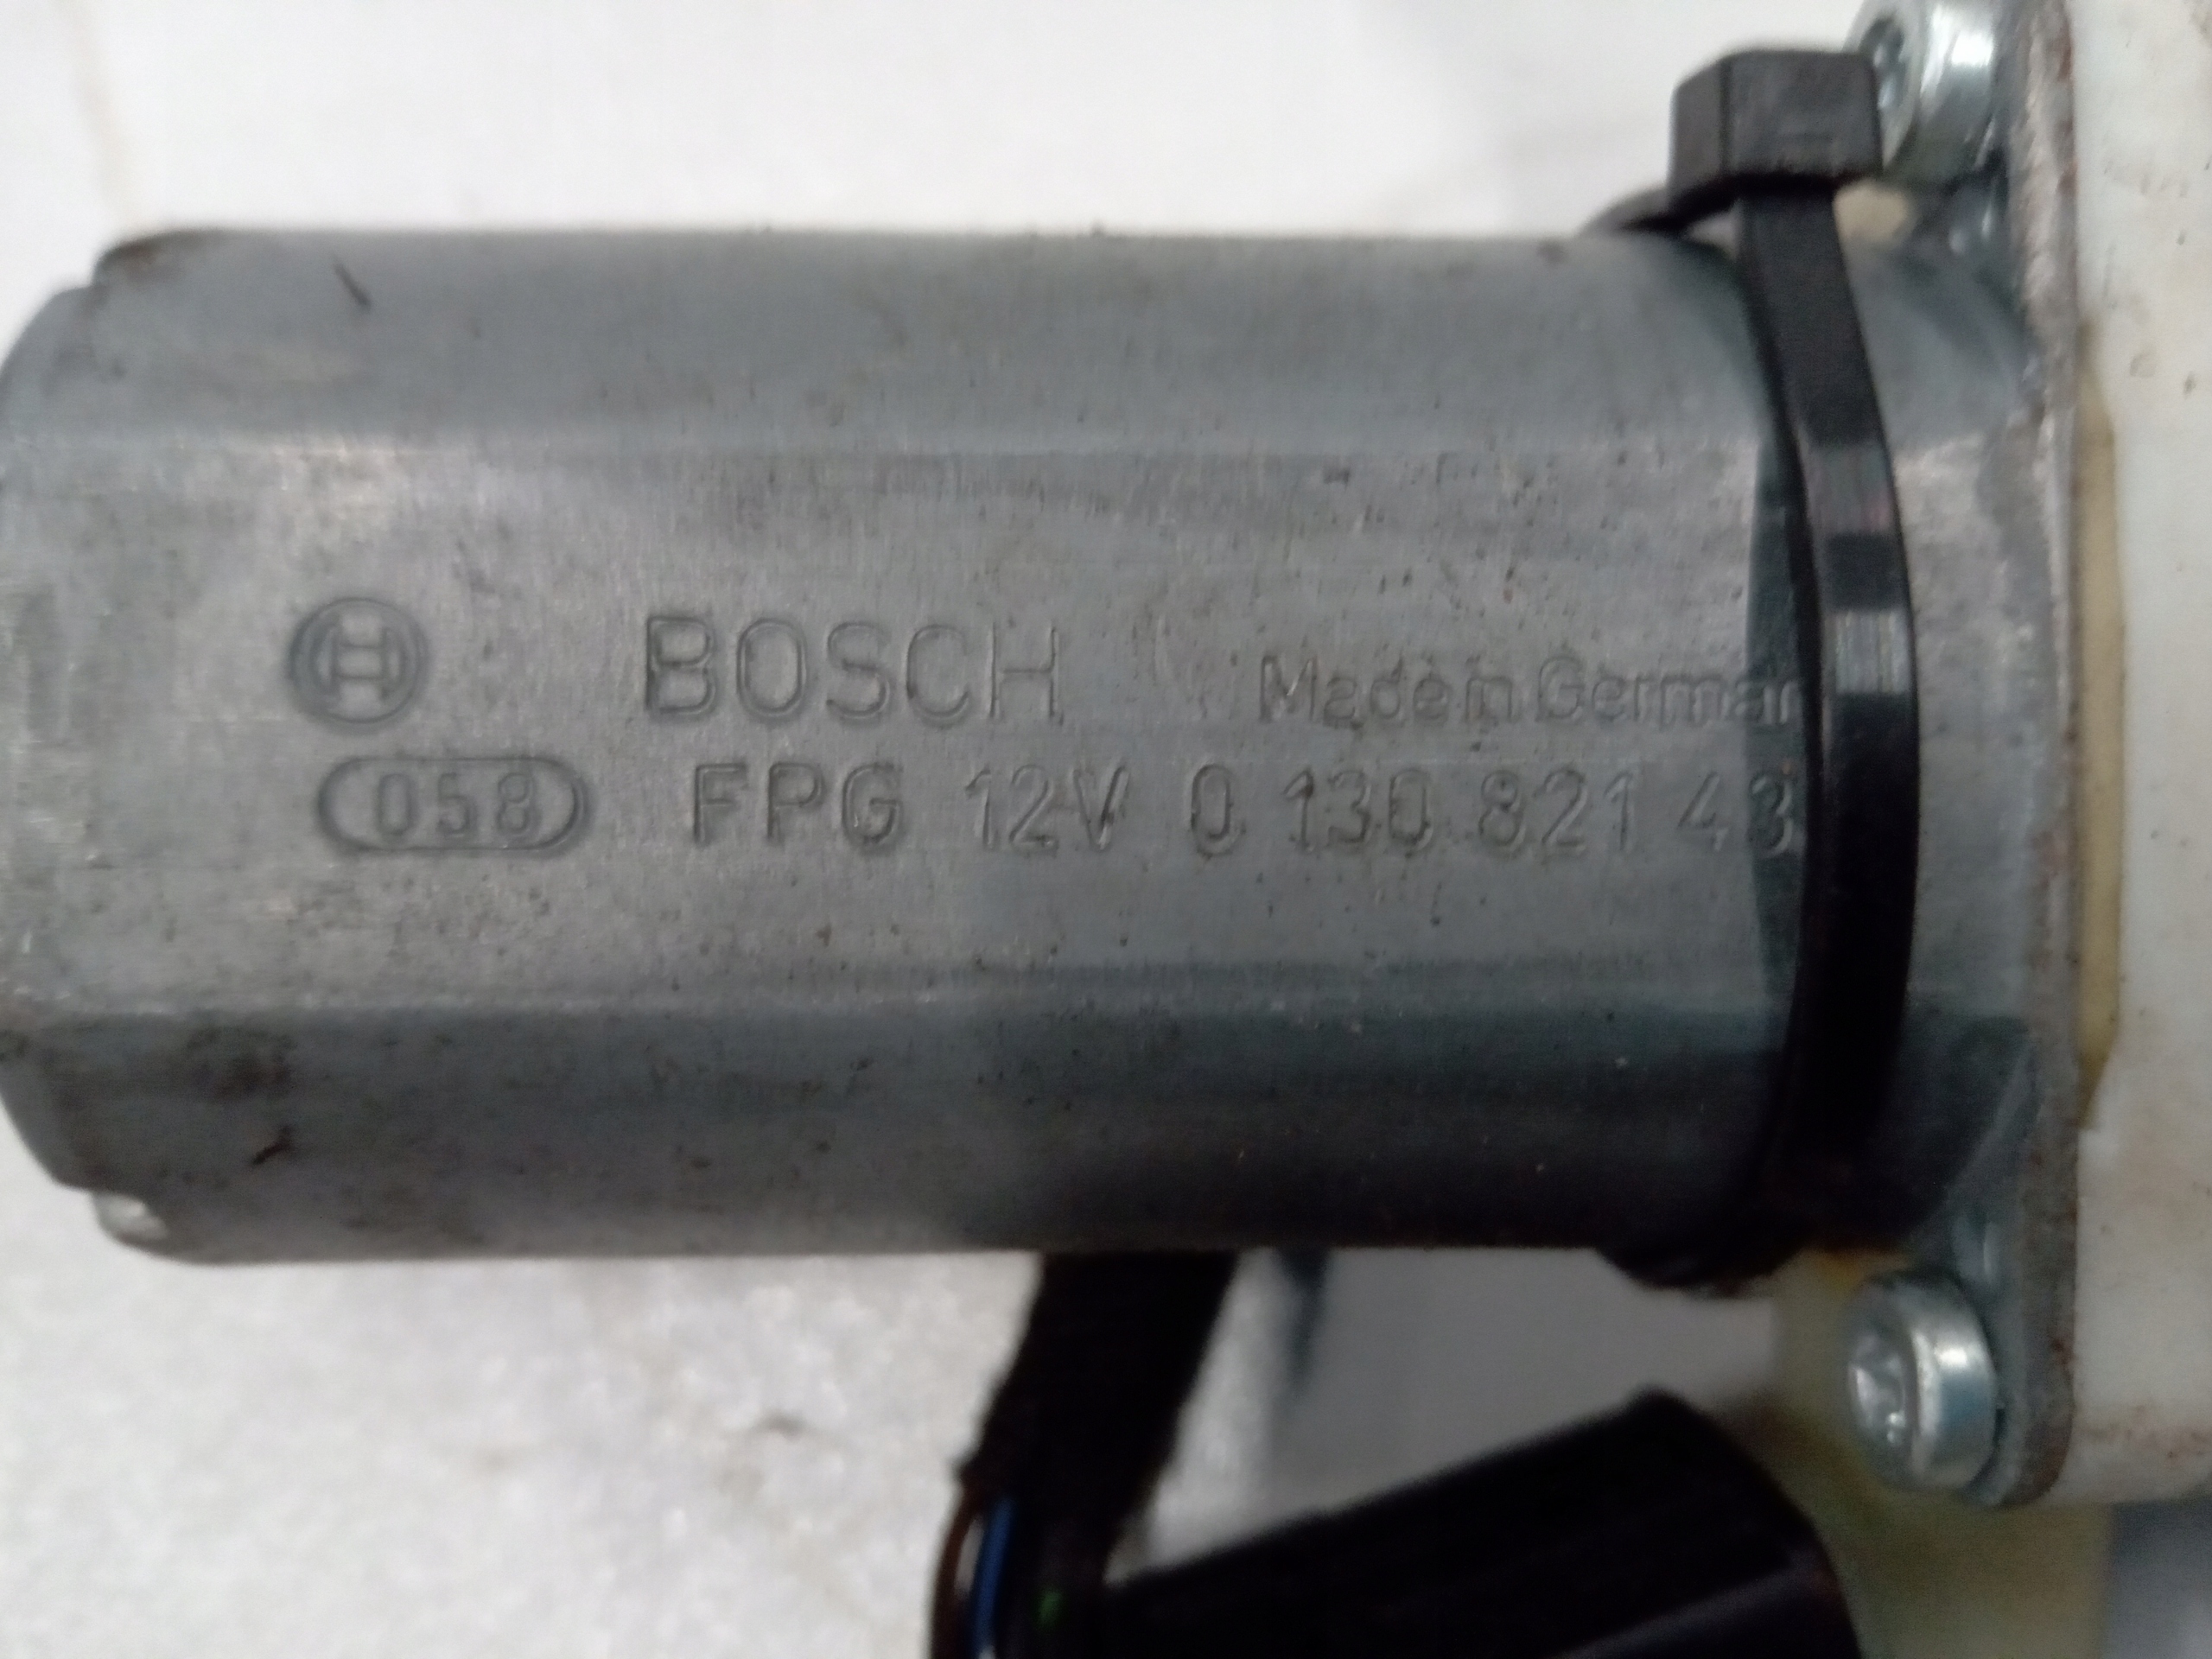 BOSCH Made in German
058 FPG 12V 0 130 821 43